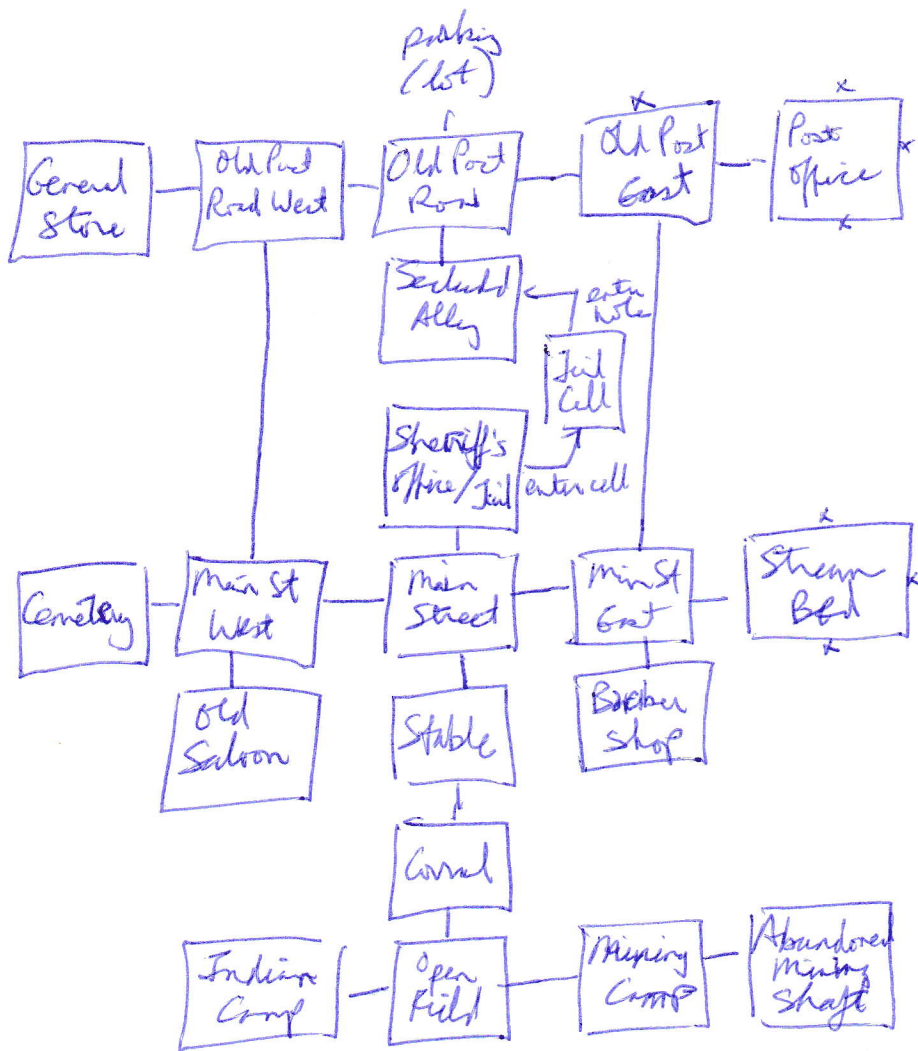 parking
(lot)
General
Store
Old Post
Road West
Old Post
Road
Old Post
East
Post
Office
Secluded
Alley
enter
hole
Jail
Cell
Sherriff's
Office/Jail
enter cell
Cemetery
Main St
West
Main
Street
Main St
East
Stream
Bed
Old
Saloon
Stable
Barber
Shop
Corral
Indian
Camp
Open
Field
Mining
Camp
Abandoned
Mining
Shaft